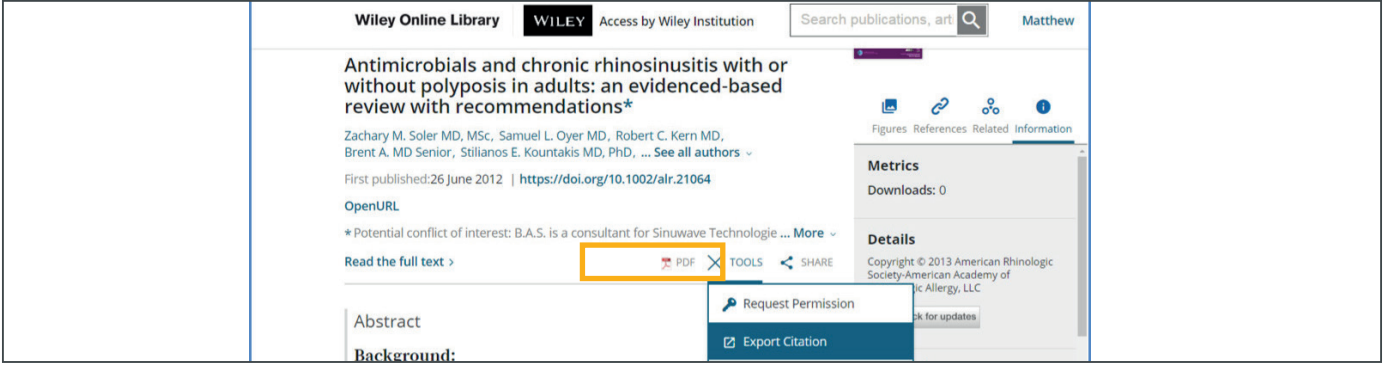 Wiley Online Library WILEY Access by Wiley Institution Search publications, art Matthew
Antimicrobials and chronic rhinosinusitis with or
without polyposis in adults: an evidenced-based
review with recommendations*
Zachary M. Soler MD, MSc, Samuel L. Oyer MD, Robert C. Kern MD,
Brent A. MD Senior, Stilianos E. Kountakis MD, PhD, ... See all authors
First published:26 June 2012 | https://doi.org/10.1002/alr.21064
OpenURL
* Potential conflict of interest: B.A.S. is a consultant for Sinuwave Technologie ... More
Read the full text >
PDF TOOLS SHARE
Request Permission
Export Citation
Abstract
Background:
Figures References Related Information
Metrics
Downloads: 0
Details
Copyright © 2013 American Rhinologic
Society-American Academy of
Allergy, LLC
for updates